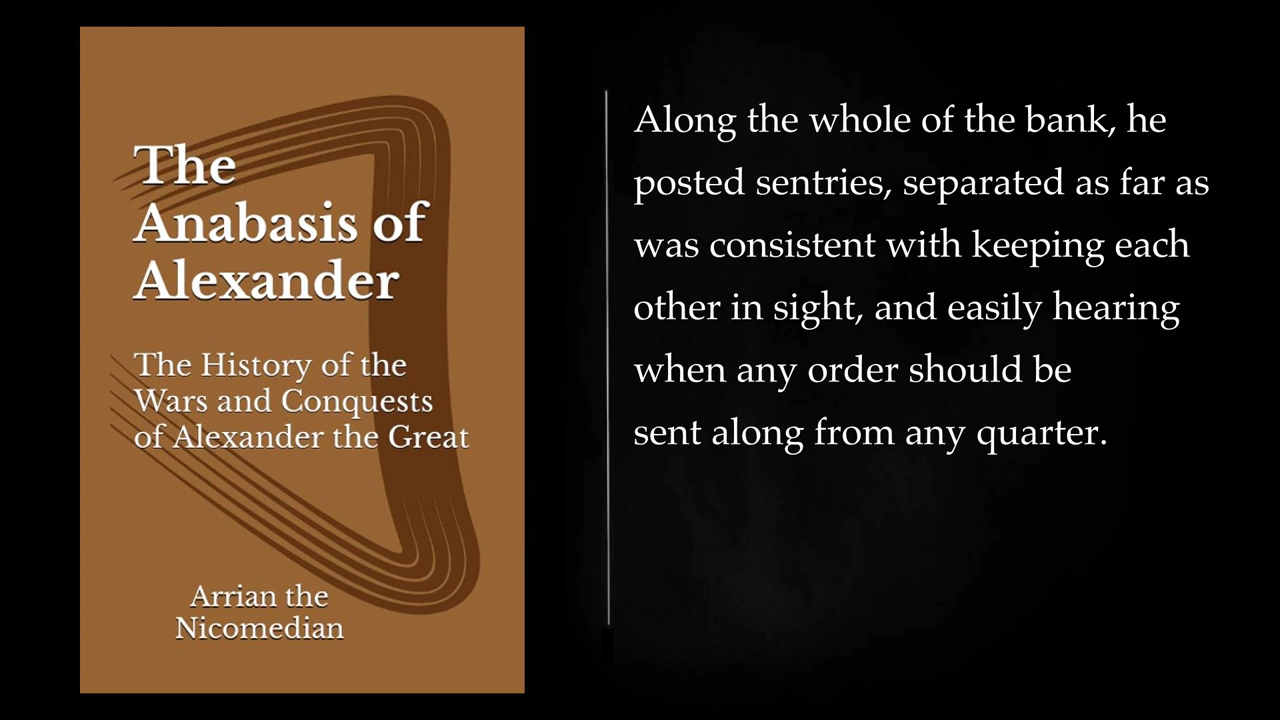 The
Anabasis of
Alexander
The History of the
Wars and Conquests
of Alexander the Great
Arrian the
Nicomedian
Along the whole of the bank, he
posted sentries, separated as far as
was consistent with keeping each
other in sight, and easily hearing
when any order should be
sent along from any quarter.